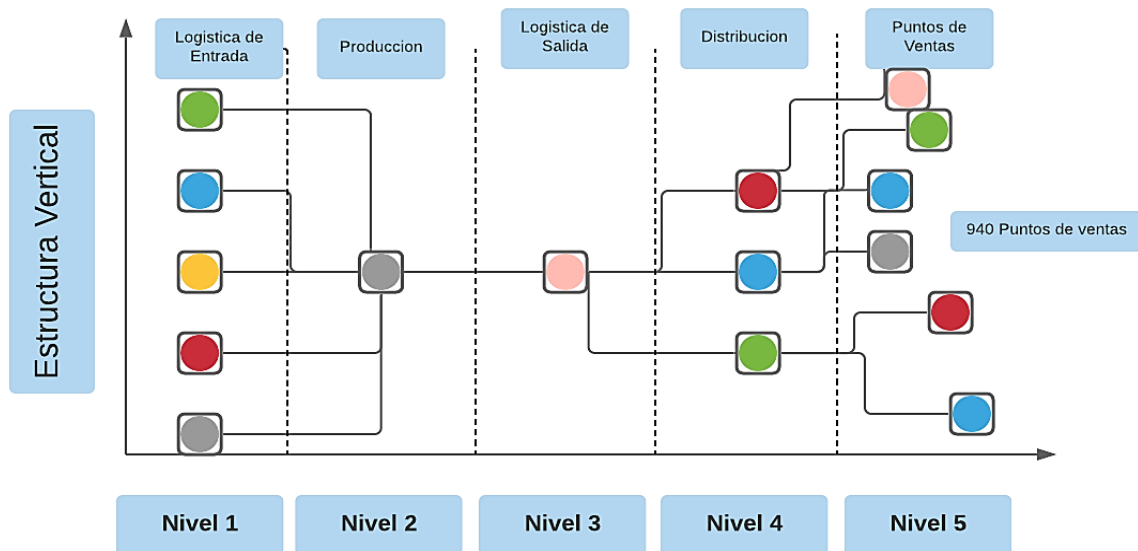 Logistica de
Entrada
Produccion
Logistica de
Salida
Distribucion
Puntos de
Ventas
Estructura Vertical
940 Puntos de ventas
Nivel 1
Nivel 2
Nivel 3
Nivel 4
Nivel 5